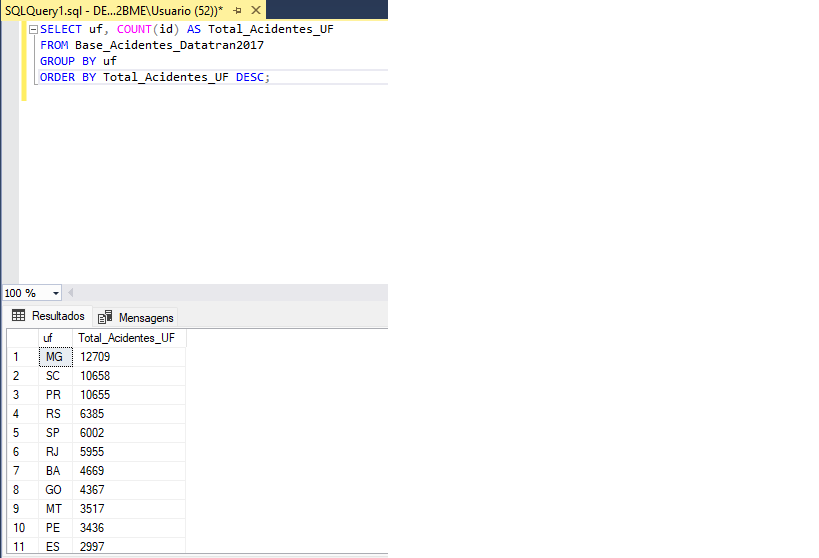 SQLQuery1.sql - DE...2BME\Usuario (52))*
SELECT uf, COUNT(id) AS Total_Acidentes_UF
FROM Base_Acidentes_Datatran2017
GROUP BY uf
ORDER BY Total_Acidentes_UF DESC;
100 %
Resultados Mensagens
uf Total_Acidentes_UF
1 MG 12709
2 SC 10658
3 PR 10655
4 RS 6385
5 SP 6002
6 RJ 5955
7 BA 4669
8 GO 4367
9 MT 3517
10 PE 3436
11 ES 2997